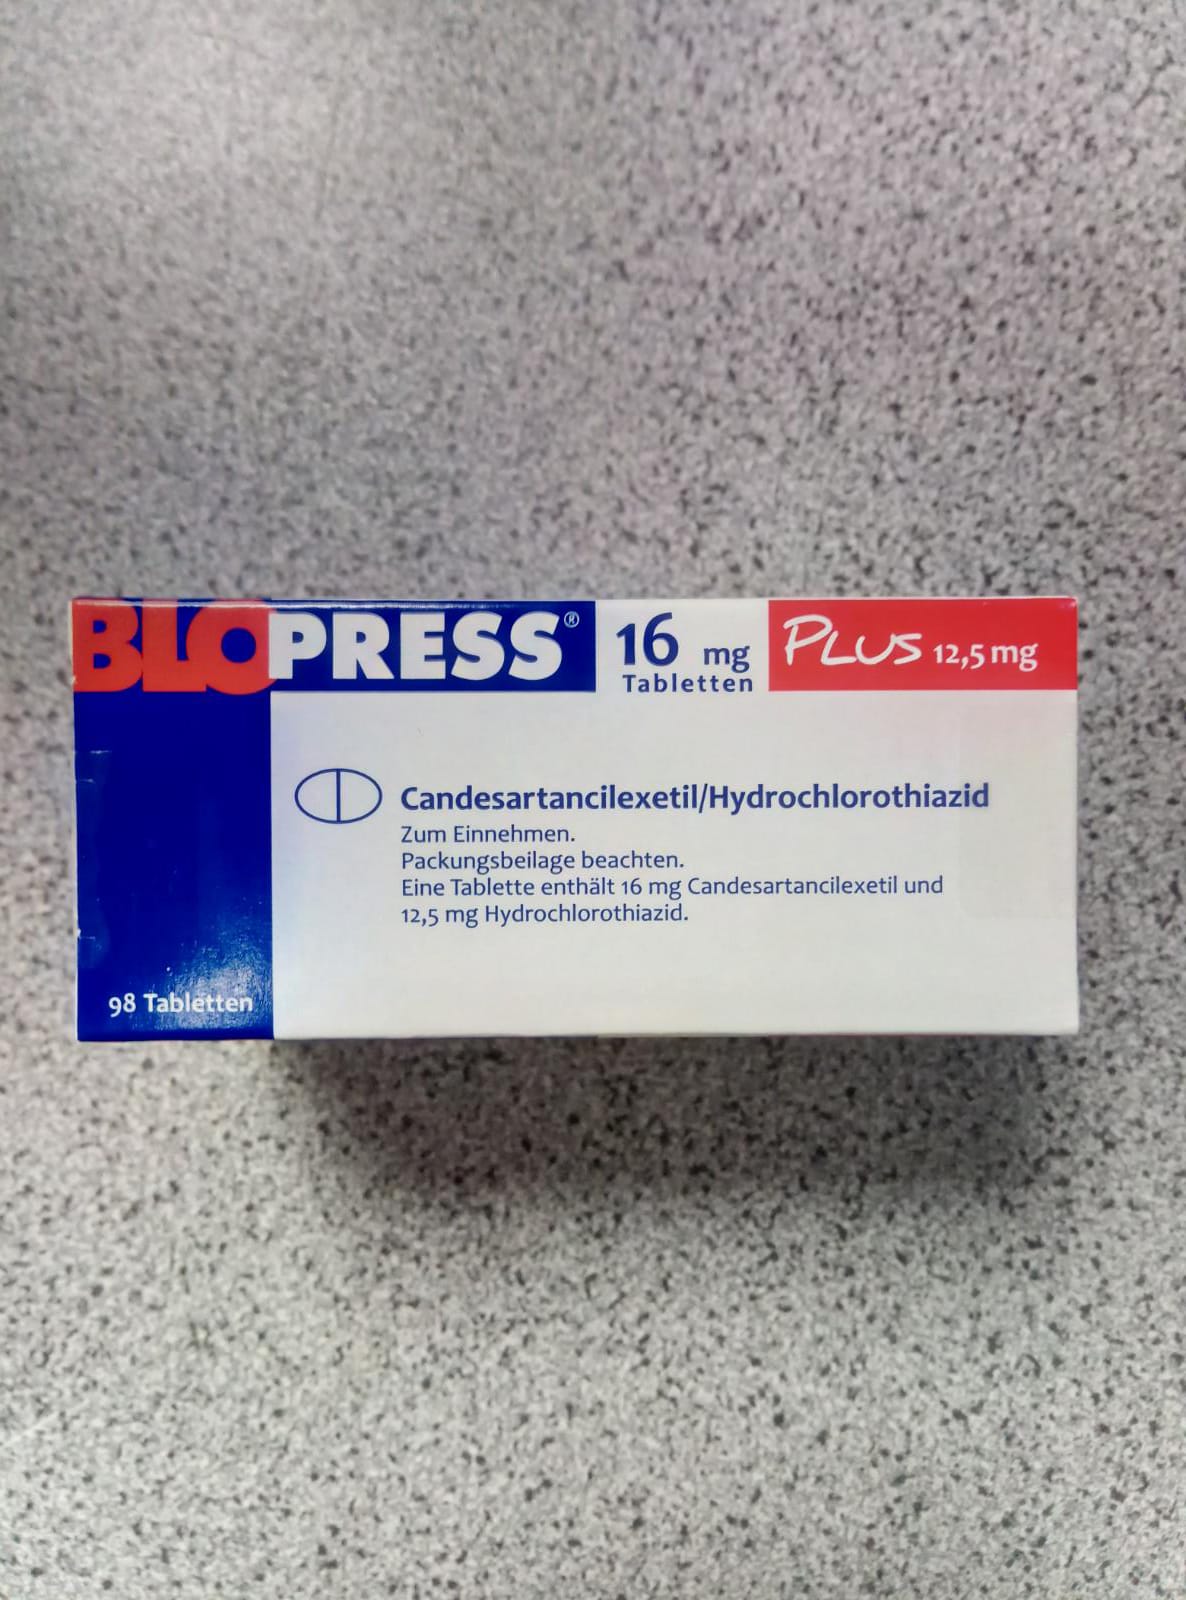 BLOPRESS® 16 mg Tabletten PLUS 12,5 mg
Candesartancilexetil/Hydrochlorothiazid
Zum Einnehmen.
Packungsbeilage beachten.
Eine Tablette enthält 16 mg Candesartancilexetil und
12,5 mg Hydrochlorothiazid.
98 Tabletten